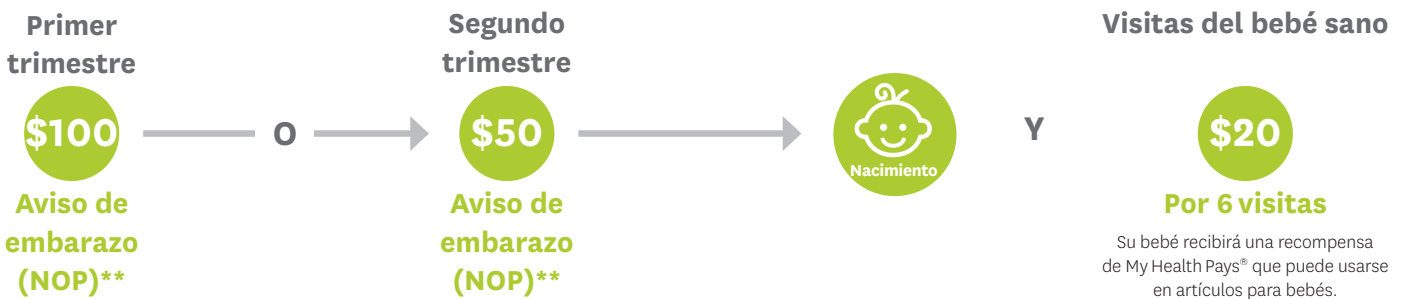 Primer
trimestre
$100
Aviso de
embarazo
(NOP)**
O
Segundo
trimestre
$50
Aviso de
embarazo
(NOP)**
Nacimiento
Y
Visitas del bebé sano
$20
Por 6 visitas
Su bebé recibirá una recompensa
de My Health Pays® que puede usarse
en artículos para bebés.